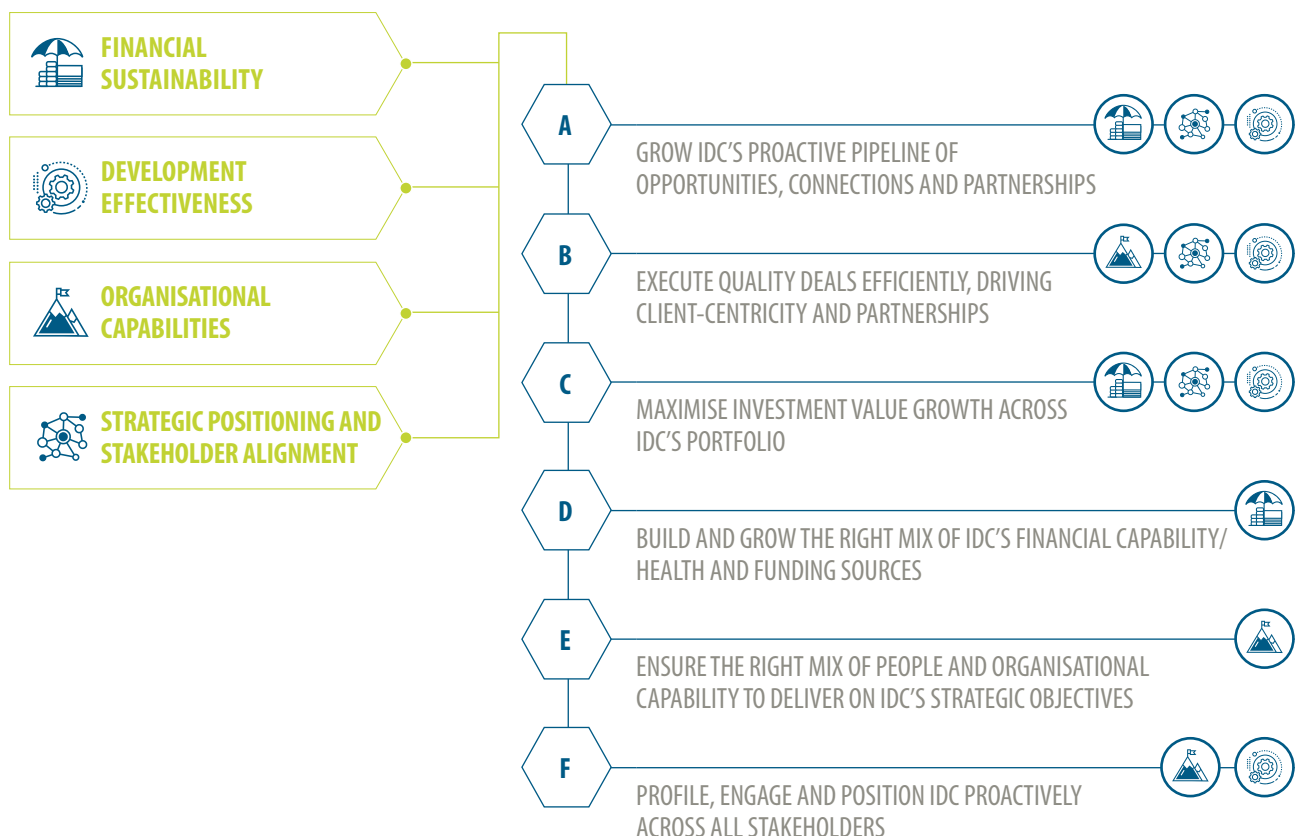 FINANCIAL
SUSTAINABILITY
DEVELOPMENT
EFFECTIVENESS
ORGANISATIONAL
CAPABILITIES
STRATEGIC POSITIONING AND
STAKEHOLDER ALIGNMENT
A
GROW IDC'S PROACTIVE PIPELINE OF
OPPORTUNITIES, CONNECTIONS AND PARTNERSHIPS
B
EXECUTE QUALITY DEALS EFFICIENTLY, DRIVING
CLIENT-CENTRICITY AND PARTNERSHIPS
C
MAXIMISE INVESTMENT VALUE GROWTH ACROSS
IDC'S PORTFOLIO
D
BUILD AND GROW THE RIGHT MIX OF IDC'S FINANCIAL CAPABILITY/
HEALTH AND FUNDING SOURCES
E
ENSURE THE RIGHT MIX OF PEOPLE AND ORGANISATIONAL
CAPABILITY TO DELIVER ON IDC'S STRATEGIC OBJECTIVES
F
PROFILE, ENGAGE AND POSITION IDC PROACTIVELY
ACROSS ALL STAKEHOLDERS